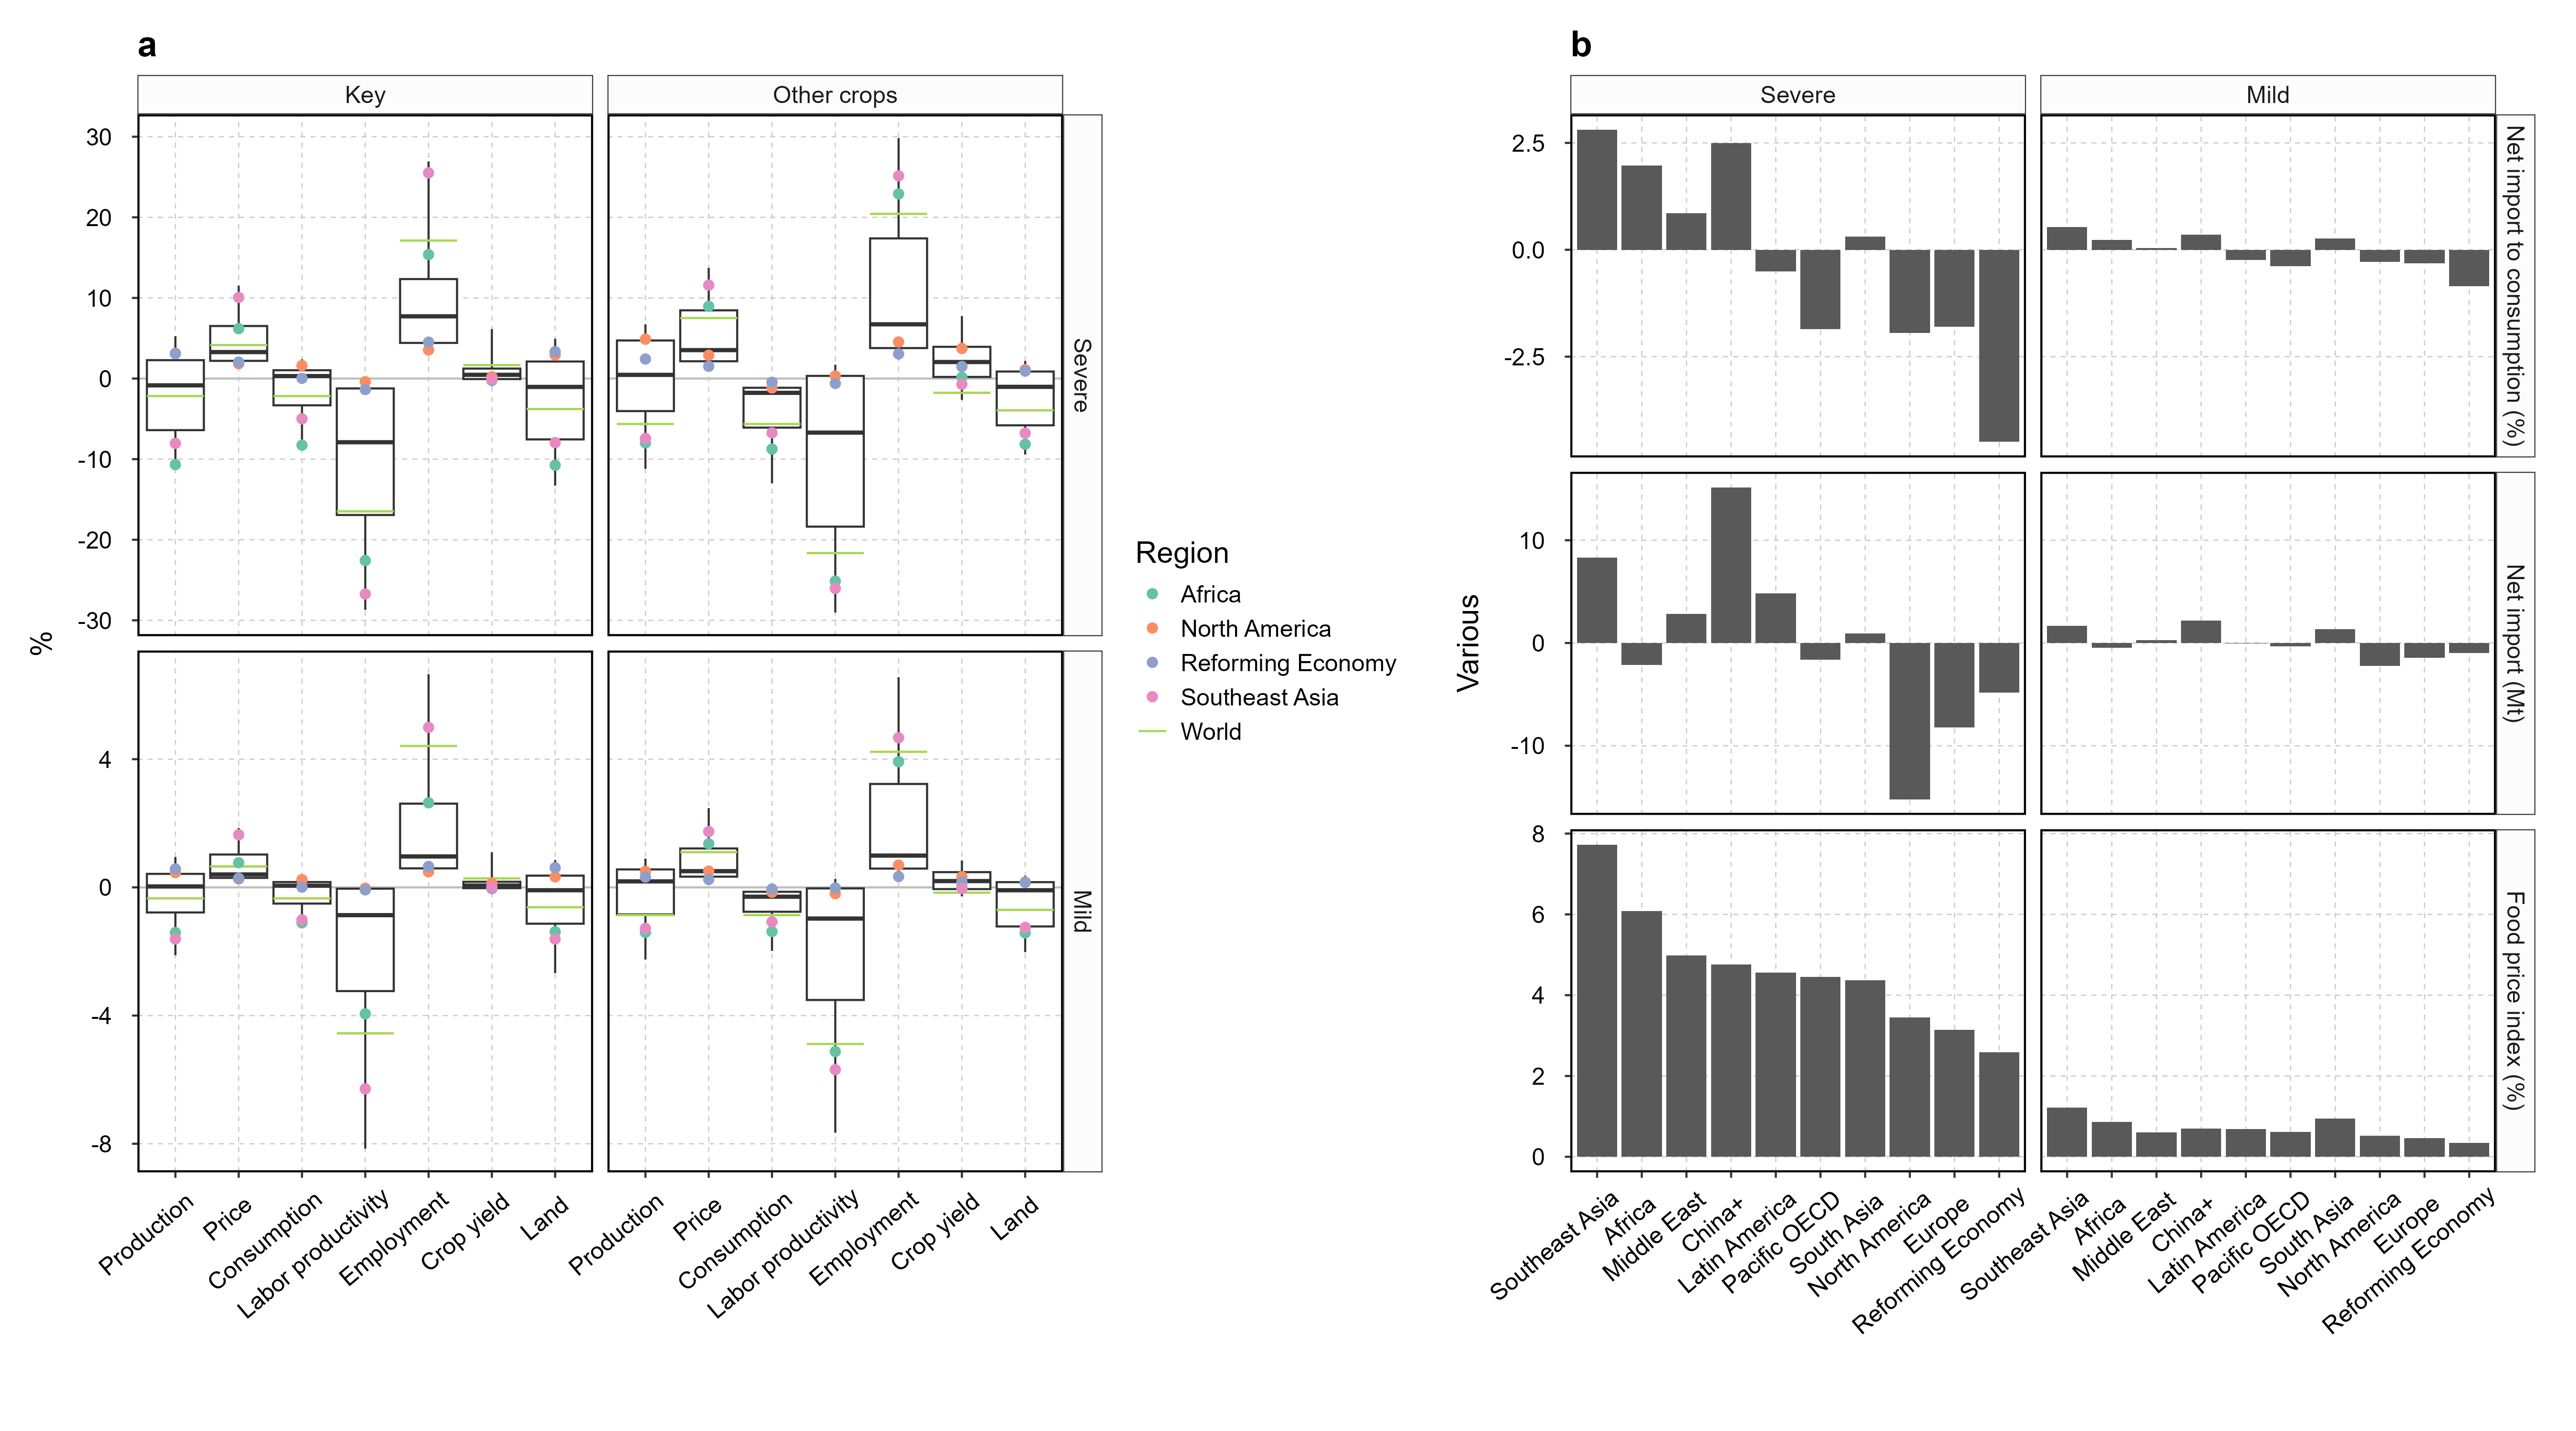 a
Key
Other crops
30
20
10
0
-10
-20
-30
Severe
4
0
-4
-8
Mild
%
Production
Price
Consumption
Labor productivity
Employment
Crop yield
Land
Production
Price
Consumption
Labor productivity
Employment
Crop yield
Land
Region
Africa
North America
Reforming Economy
Southeast Asia
World
b
Severe
Mild
2.5
0.0
-2.5
Net import to consumption (%)
10
0
-10
Net import (Mt)
8
6
4
2
0
Food price index (%)
Various
Southeast Asia
Africa
Middle East
China+
Latin America
Pacific OECD
South Asia
North America
Europe
Reforming Economy
Southeast Asia
Africa
Middle East
China+
Latin America
Pacific OECD
South Asia
North America
Europe
Reforming Economy